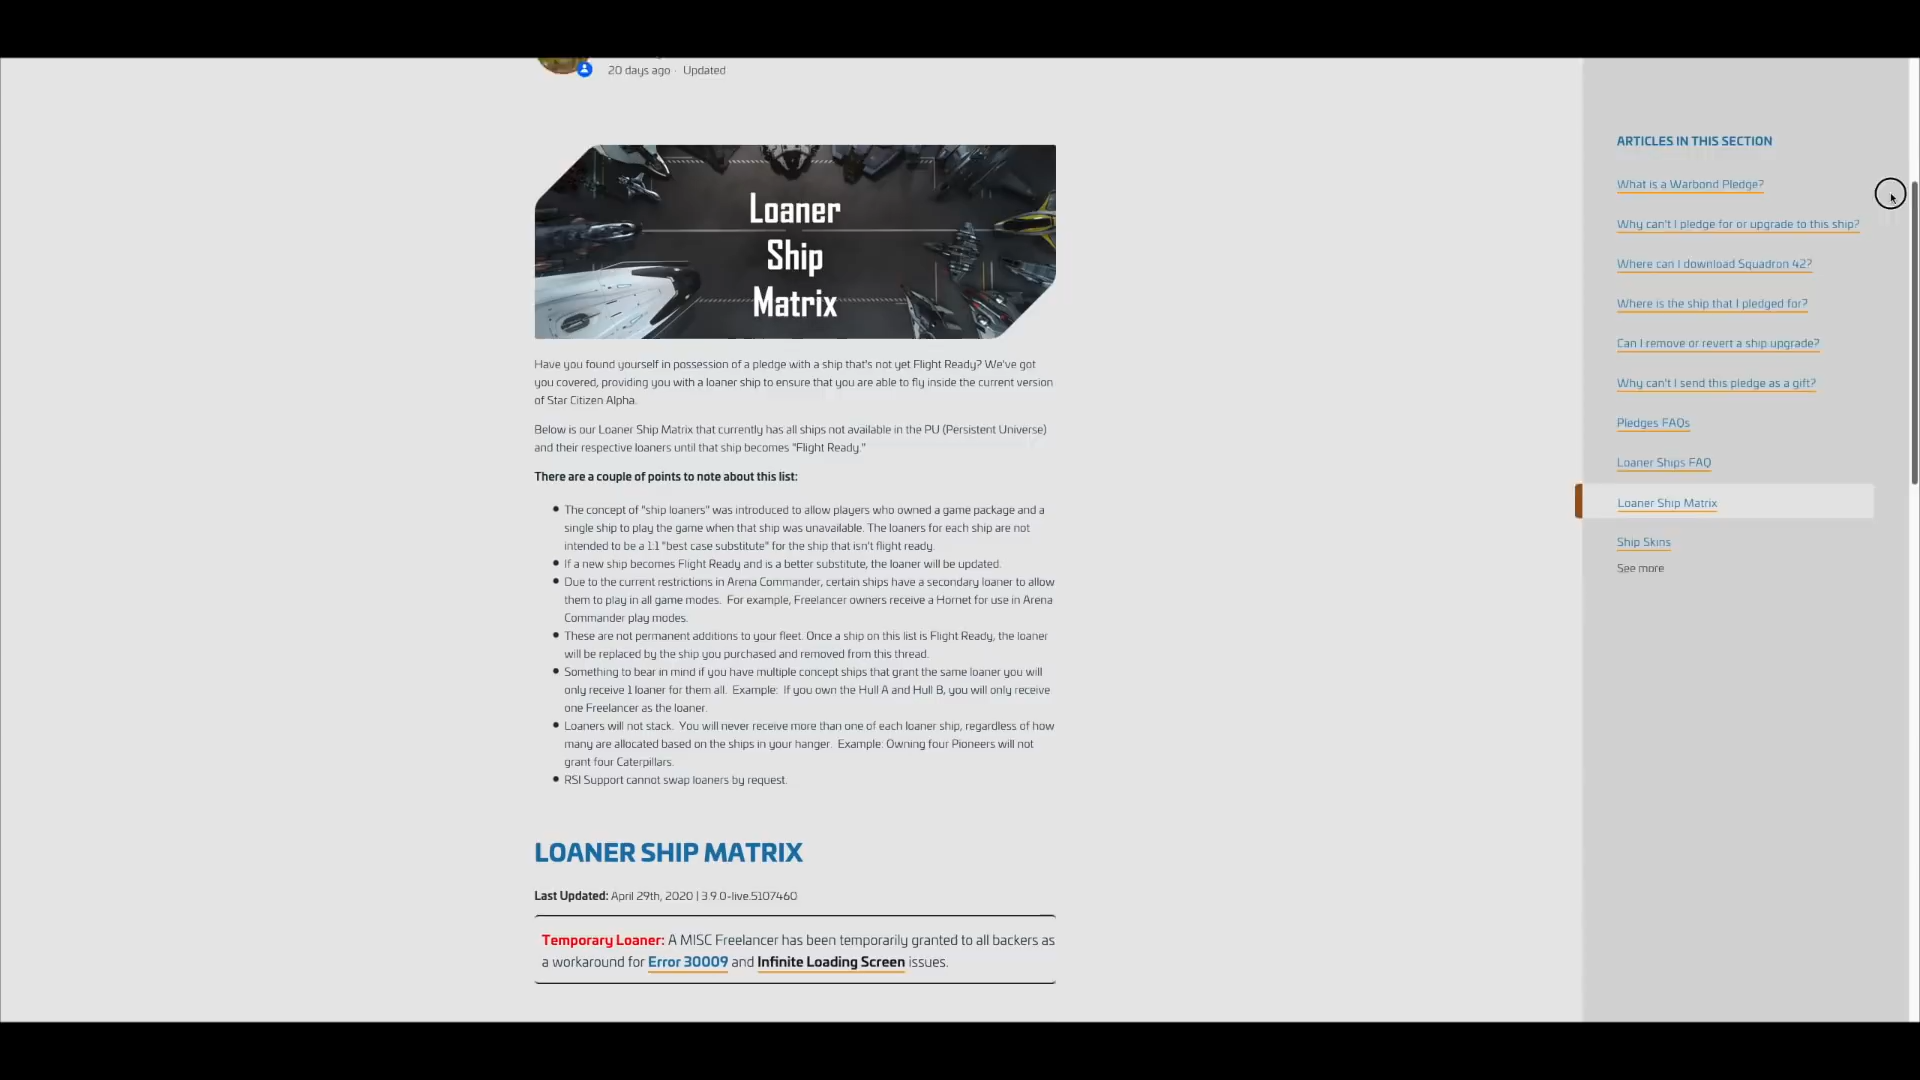 20 days ago · Updated
Loaner
Ship
Matrix
Have you found yourself in possession of a pledge with a ship that's not yet Flight Ready? We've got
you covered, providing you with a loaner ship to ensure that you are able to fly inside the current version
of Star Citizen Alpha.
Below is our Loaner Ship Matrix that currently has all ships not available in the PU (Persistent Universe)
and their respective loaners until that ship becomes "Flight Ready."
There are a couple of points to note about this list:
● The concept of "ship loaners" was introduced to allow players who owned a game package and a
single ship to play the game when that ship was unavailable. The loaners for each ship are not
intended to be a 1:1 "best case substitute" for the ship that isn't flight ready.
● If a new ship becomes Flight Ready and is a better substitute, the loaner will be updated.
● Due to the current restrictions in Arena Commander, certain ships have a secondary loaner to allow
them to play in all game modes. For example, Freelancer owners receive a Hornet for use in Arena
Commander play modes.
● These are not permanent additions to your fleet. Once a ship on this list is Flight Ready, the loaner
will be replaced by the ship you purchased and removed from this thread.
● Something to bear in mind if you have multiple concept ships that grant the same loaner you will
only receive 1 loaner for them all. Example: If you own the Hull A and Hull B, you will only receive
one Freelancer as the loaner.
● Loaners will not stack. You will never receive more than one of each loaner ship, regardless of how
many are allocated based on the ships in your hanger. Example: Owning four Pioneers will not
grant four Caterpillars.
● RSI Support cannot swap loaners by request.
LOANER SHIP MATRIX
Last Updated: April 29th, 2020 | 3.9.0-live.5107460
Temporary Loaner: A MISC Freelancer has been temporarily granted to all backers as
a workaround for Error 30009 and Infinite Loading Screen issues.
ARTICLES IN THIS SECTION
What is a Warbond Pledge?
Why can't I pledge for or upgrade to this ship?
Where can I download Squadron 42?
Where is the ship that I pledged for?
Can I remove or revert a ship upgrade?
Why can't I send this pledge as a gift?
Pledges FAQs
Loaner Ships FAQ
Loaner Ship Matrix
Ship Skins
See more